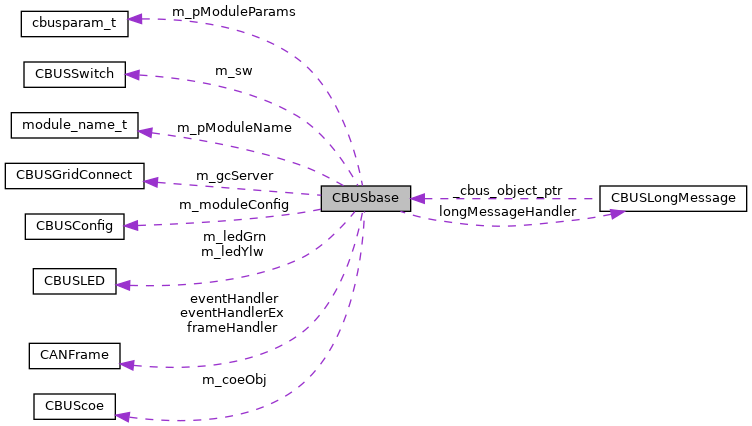 cbusparam_t
m_pModuleParams
CBUSSwitch
m_sw
module_name_t
m_pModuleName
CBUSGridConnect
m_gcServer
CBUSConfig
m_moduleConfig
CBUSbase
_cbus_object_ptr
longMessageHandler
CBUSLongMessage
CBUSLED
m_ledGrn
m_ledYlw
CANFrame
eventHandler
eventHandlerEx
frameHandler
CBUScoe
m_coeObj